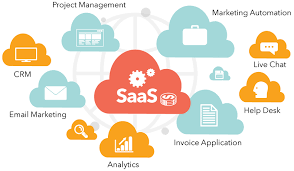 Project Management
Marketing Automation
CRM
Live Chat
SaaS
Email Marketing
Help Desk
Invoice Application
Analytics